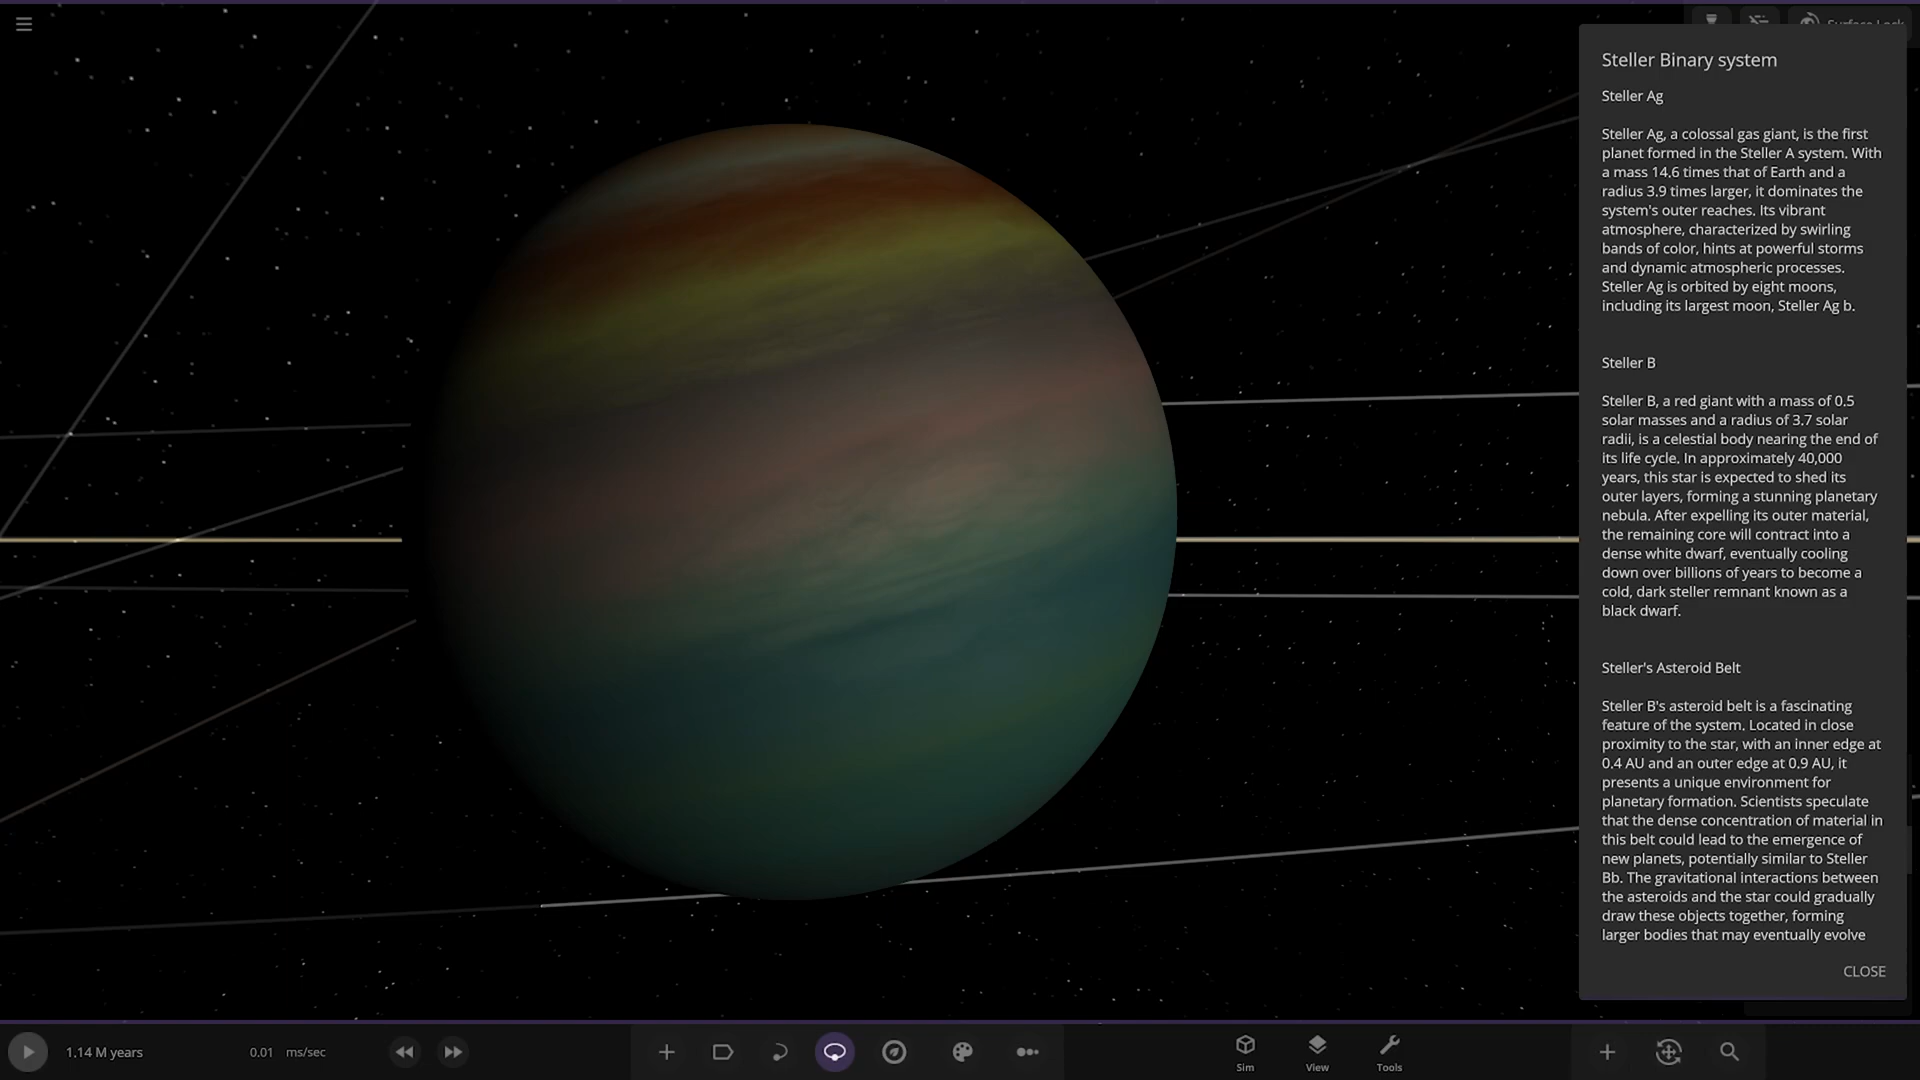 Surface Lock
Steller Binary system
Steller Ag
Steller Ag, a colossal gas giant, is the first
planet formed in the Steller A system. With
a mass 14.6 times that of Earth and a
radius 3.9 times larger, it dominates the
system's outer reaches. Its vibrant
atmosphere, characterized by swirling
bands of color, hints at powerful storms
and dynamic atmospheric processes.
Steller Ag is orbited by eight moons,
including its largest moon, Steller Ag b.
Steller B
Steller B, a red giant with a mass of 0.5
solar masses and a radius of 3.7 solar
radii, is a celestial body nearing the end of
its life cycle. In approximately 40,000
years, this star is expected to shed its
outer layers, forming a stunning planetary
nebula. After expelling its outer material,
the remaining core will contract into a
dense white dwarf, eventually cooling
down over billions of years to become a
cold, dark steller remnant known as a
black dwarf.
Steller's Asteroid Belt
Steller B's asteroid belt is a fascinating
feature of the system. Located in close
proximity to the star, with an inner edge at
0.4 AU and an outer edge at 0.9 AU, it
presents a unique environment for
planetary formation. Scientists speculate
that the dense concentration of material in
this belt could lead to the emergence of
new planets, potentially similar to Steller
Bb. The gravitational interactions between
the asteroids and the star could gradually
draw these objects together, forming
larger bodies that may eventually evolve
CLOSE
1.14 M years
0.01 ms/sec
Sim
View
Tools